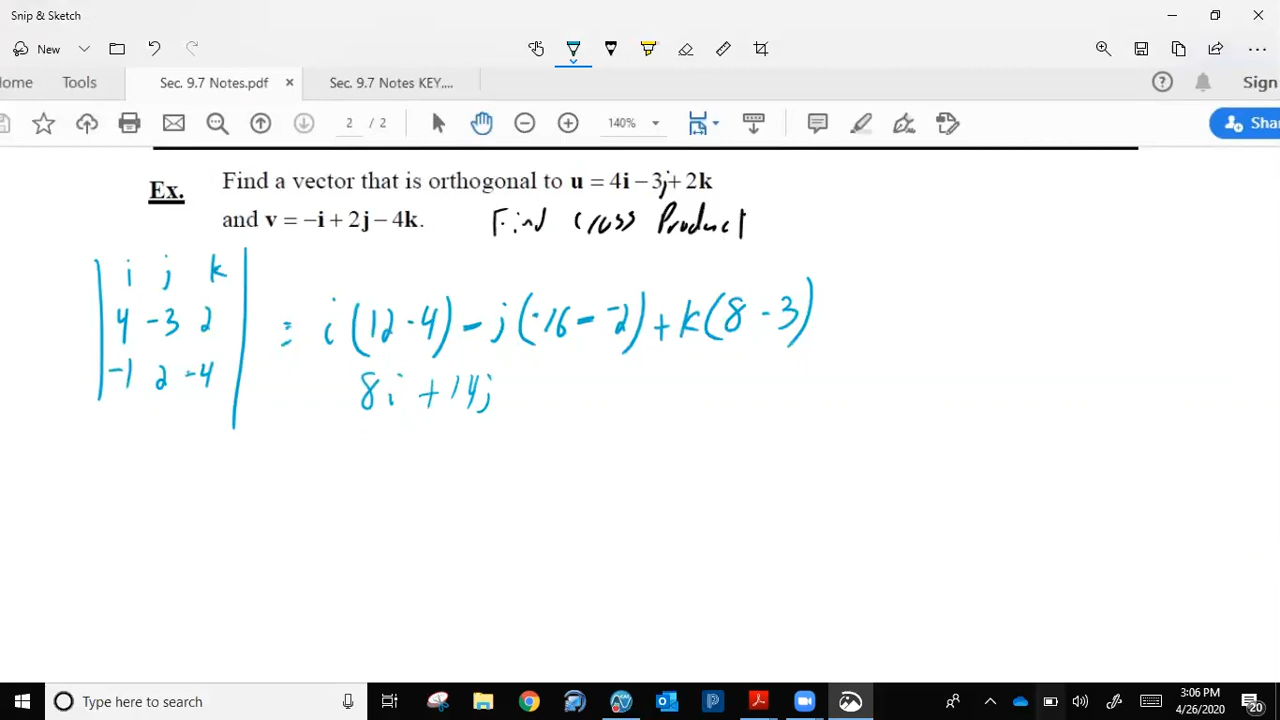 Snip & Sketch
New
ome Tools Sec. 9.7 Notes.pdf × Sec. 9.7 Notes KEY.... Sign
2 / 2 140% Sha
Ex. Find a vector that is orthogonal to u = 4i − 3j + 2k
and v = −i + 2j − 4k. Find Cross Product
i j k
4 -3 2 = i(12-4) - j(-16 - -2) + k(8-3)
-1 2 -4 8i + 14j
Type here to search 3:06 PM
4/26/2020 20